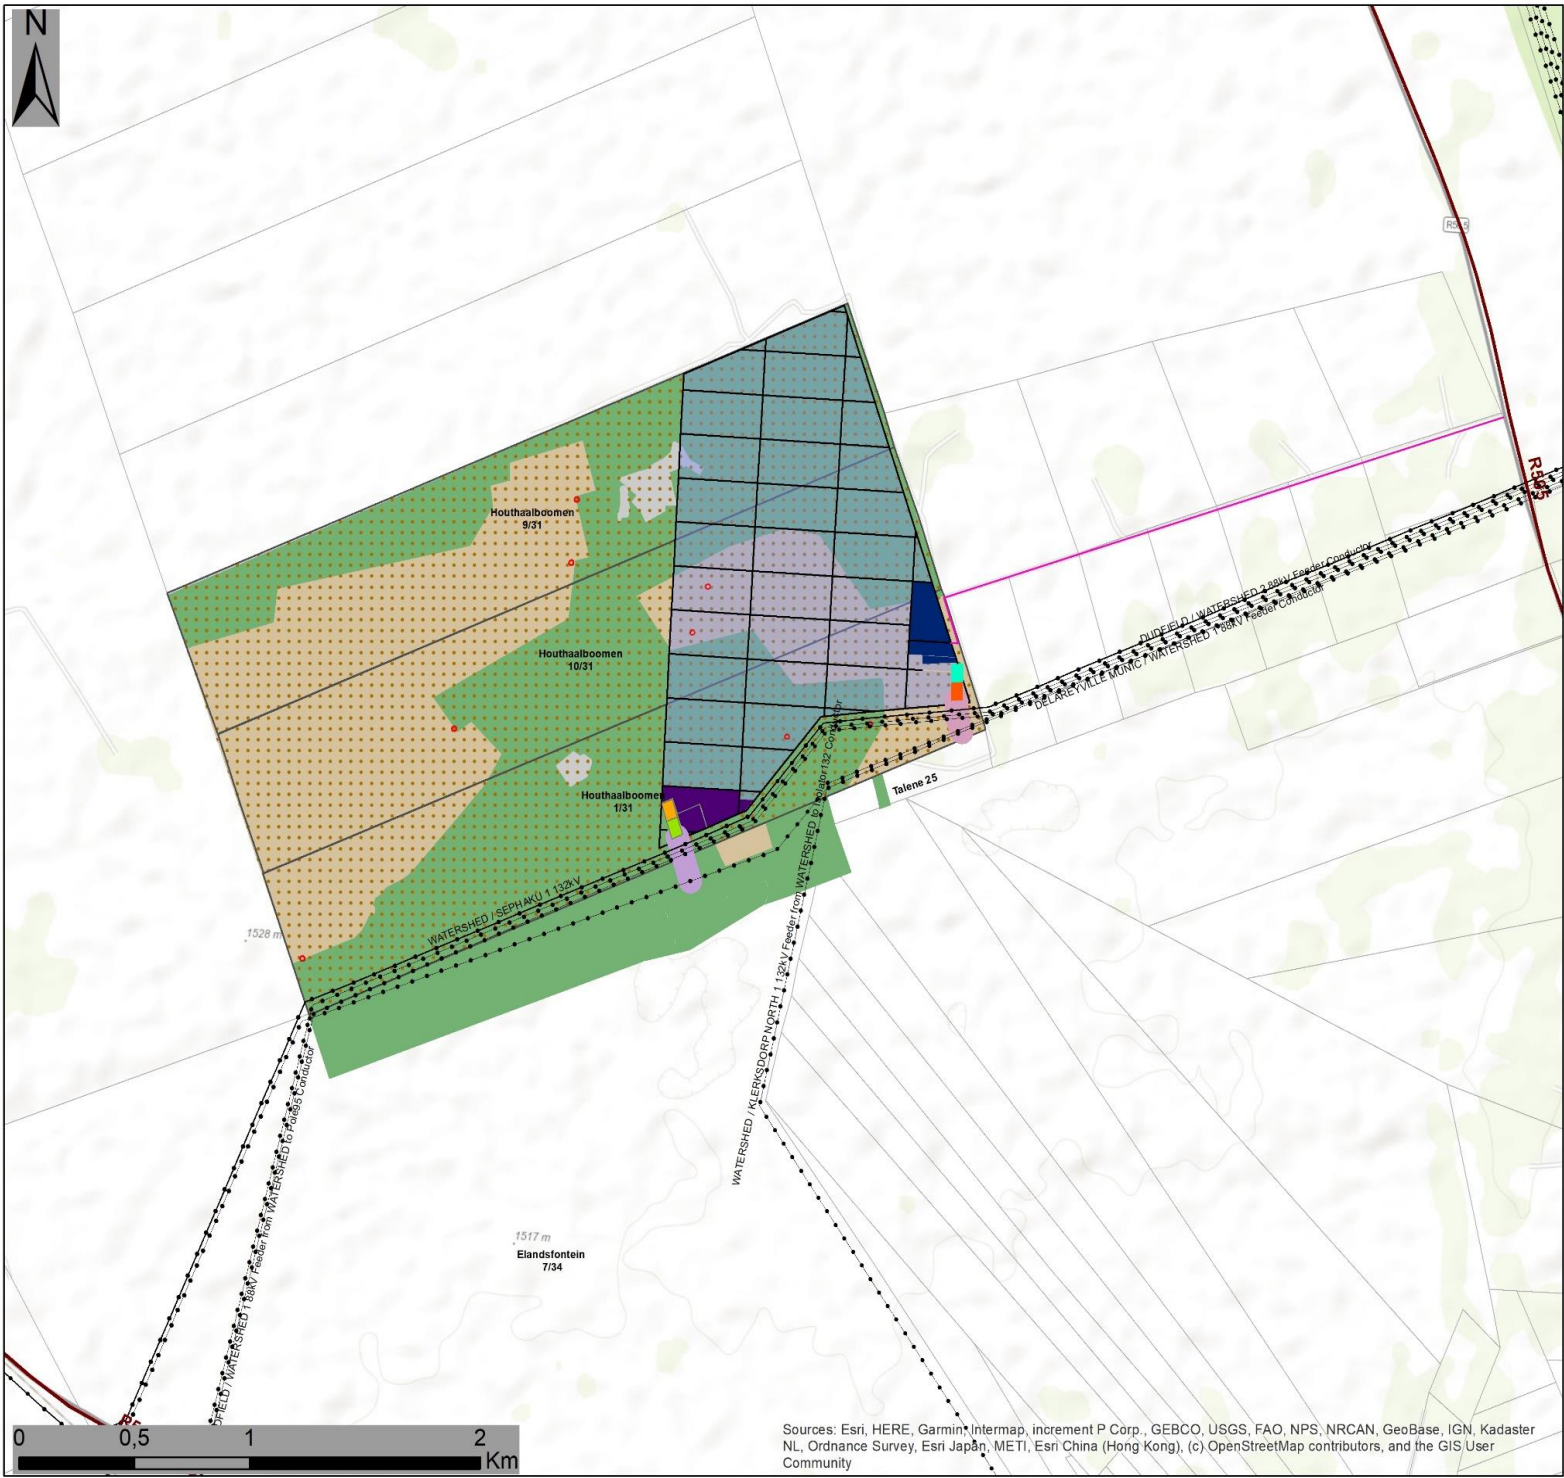 N
R505
Houthaalboomen
9/31
Houthaalboomen
10/31
Houthaalboomen
1/31
Talene 25
DUDFIELD / WATERSHED 2 88kV Feeder Conductor
DELAREYVILLE MUNIC / WATERSHED 1 88kV Feeder Conductor
WATERSHED / SEPHAKU 1 132kV
WATERSHED / KLERKSDORP NORTH 1 132kV Feeder from WATERSHED to Isolator132 Conductor
1528 m
DFIELD / WATERSHED 1 88kV Feeder from WATERSHED to Pole95 Conductor
1517 m
Elandsfontein
7/34
0 0,5 1 2
Km
Sources: Esri, HERE, Garmin, Intermap, increment P Corp., GEBCO, USGS, FAO, NPS, NRCAN, GeoBase, IGN, Kadaster
NL, Ordnance Survey, Esri Japan, METI, Esri China (Hong Kong), (c) OpenStreetMap contributors, and the GIS User
Community